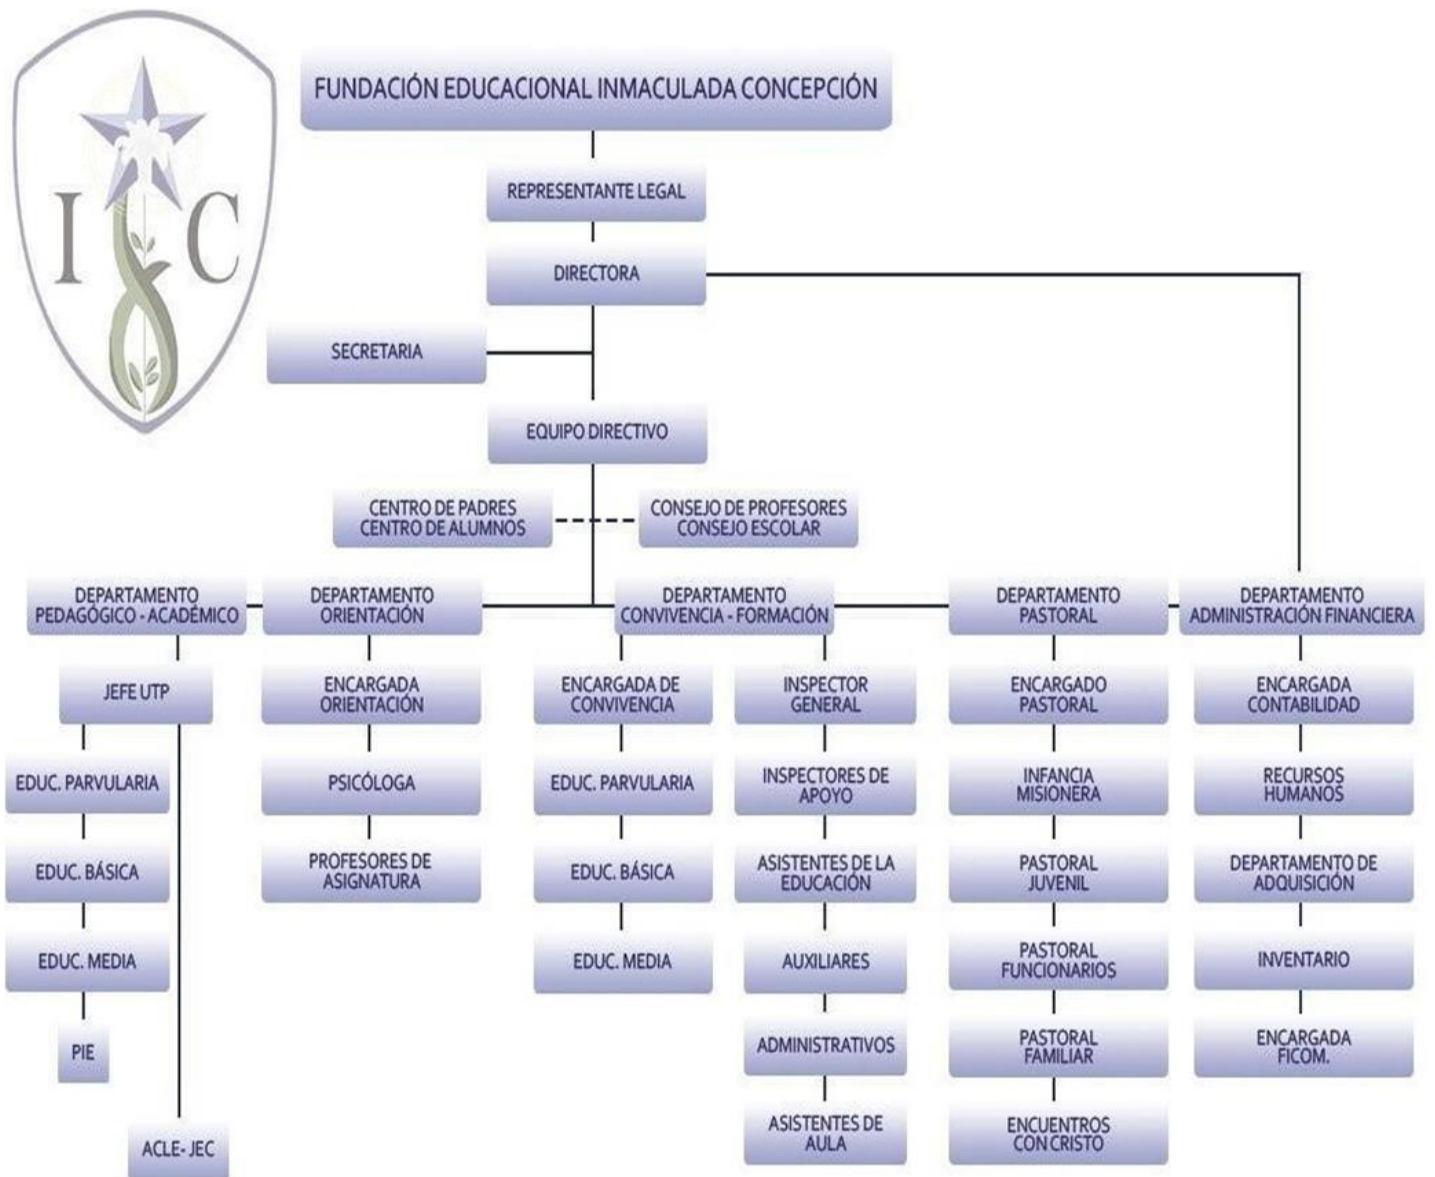 I C
FUNDACIÓN EDUCACIONAL INMACULADA CONCEPCIÓN
REPRESENTANTE LEGAL
DIRECTORA
SECRETARIA
EQUIPO DIRECTIVO
CENTRO DE PADRES
CENTRO DE ALUMNOS
CONSEJO DE PROFESORES
CONSEJO ESCOLAR
DEPARTAMENTO
PEDAGÓGICO - ACADÉMICO
DEPARTAMENTO
ORIENTACIÓN
DEPARTAMENTO
CONVIVENCIA - FORMACIÓN
DEPARTAMENTO
PASTORAL
DEPARTAMENTO
ADMINISTRACIÓN FINANCIERA
JEFE UTP
EDUC. PARVULARIA
EDUC. BÁSICA
EDUC. MEDIA
PIE
ACLE- JEC
ENCARGADA
ORIENTACIÓN
PSICÓLOGA
PROFESORES DE
ASIGNATURA
ENCARGADA DE
CONVIVENCIA
EDUC. PARVULARIA
EDUC. BÁSICA
EDUC. MEDIA
INSPECTOR
GENERAL
INSPECTORES DE
APOYO
ASISTENTES DE LA
EDUCACIÓN
AUXILIARES
ADMINISTRATIVOS
ASISTENTES DE
AULA
ENCARGADO
PASTORAL
INFANCIA
MISIONERA
PASTORAL
JUVENIL
PASTORAL
FUNCIONARIOS
PASTORAL
FAMILIAR
ENCUENTROS
CON CRISTO
ENCARGADA
CONTABILIDAD
RECURSOS
HUMANOS
DEPARTAMENTO DE
ADQUISICIÓN
INVENTARIO
ENCARGADA
FICOM.